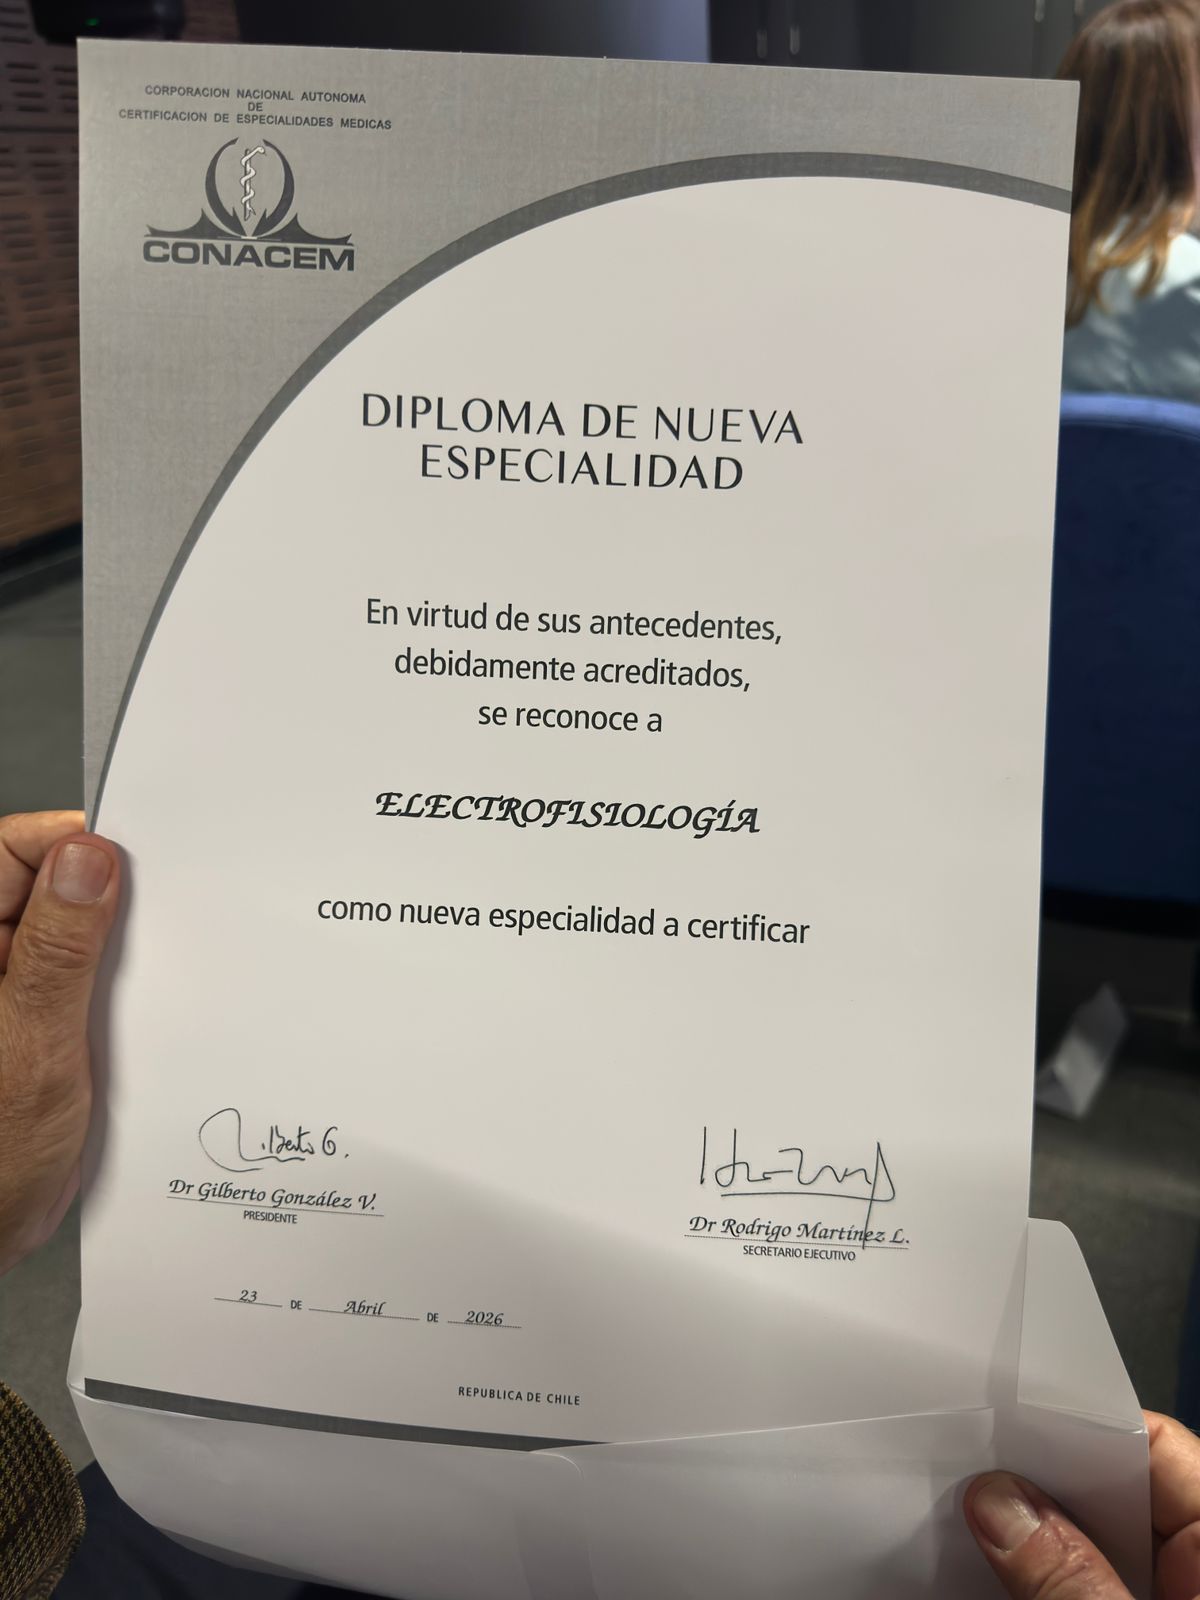 CORPORACION NACIONAL AUTONOMA
DE
CERTIFICACION DE ESPECIALIDADES MEDICAS
CONACEM
DIPLOMA DE NUEVA
ESPECIALIDAD
En virtud de sus antecedentes,
debidamente acreditados,
se reconoce a
ELECTROFISIOLOGÍA
como nueva especialidad a certificar
Dr Gilberto González V.
PRESIDENTE
Dr Rodrigo Martínez L.
SECRETARIO EJECUTIVO
23 DE Abril DE 2026
REPUBLICA DE CHILE